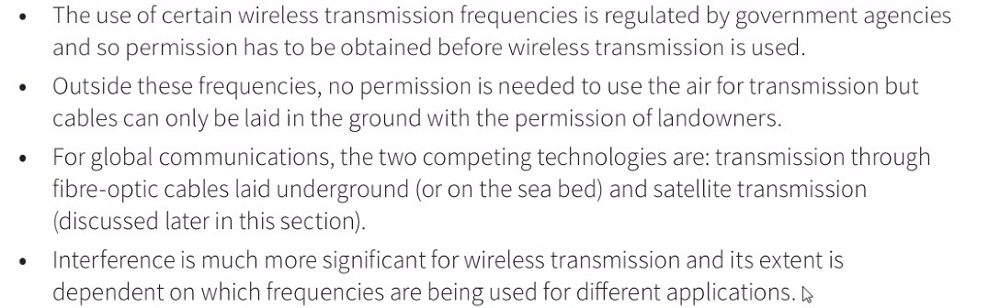 • The use of certain wireless transmission frequencies is regulated by government agencies
and so permission has to be obtained before wireless transmission is used.
• Outside these frequencies, no permission is needed to use the air for transmission but
cables can only be laid in the ground with the permission of landowners.
• For global communications, the two competing technologies are: transmission through
fibre-optic cables laid underground (or on the sea bed) and satellite transmission
(discussed later in this section).
• Interference is much more significant for wireless transmission and its extent is
dependent on which frequencies are being used for different applications.